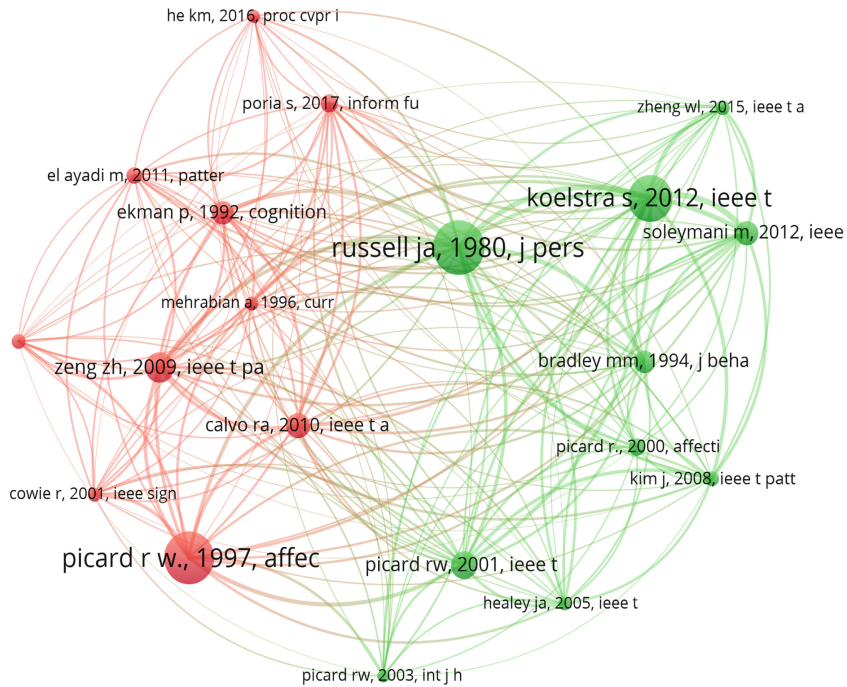 he km, 2016, proc cvpr i
poria s, 2017, inform fu
zheng wl, 2015, ieee t a
el ayadi m, 2011, patter
koelstra s, 2012, ieee t
ekman p, 1992, cognition
soleymani m, 2012, ieee
russell ja, 1980, j pers
mehrabian a, 1996, curr
bradley mm, 1994, j beha
zeng zh, 2009, ieee t pa
calvo ra, 2010, ieee t a
picard r., 2000, affecti
kim j, 2008, ieee t patt
cowie r, 2001, ieee sign
picard r w., 1997, affec
picard rw, 2001, ieee t
healey ja, 2005, ieee t
picard rw, 2003, int j h